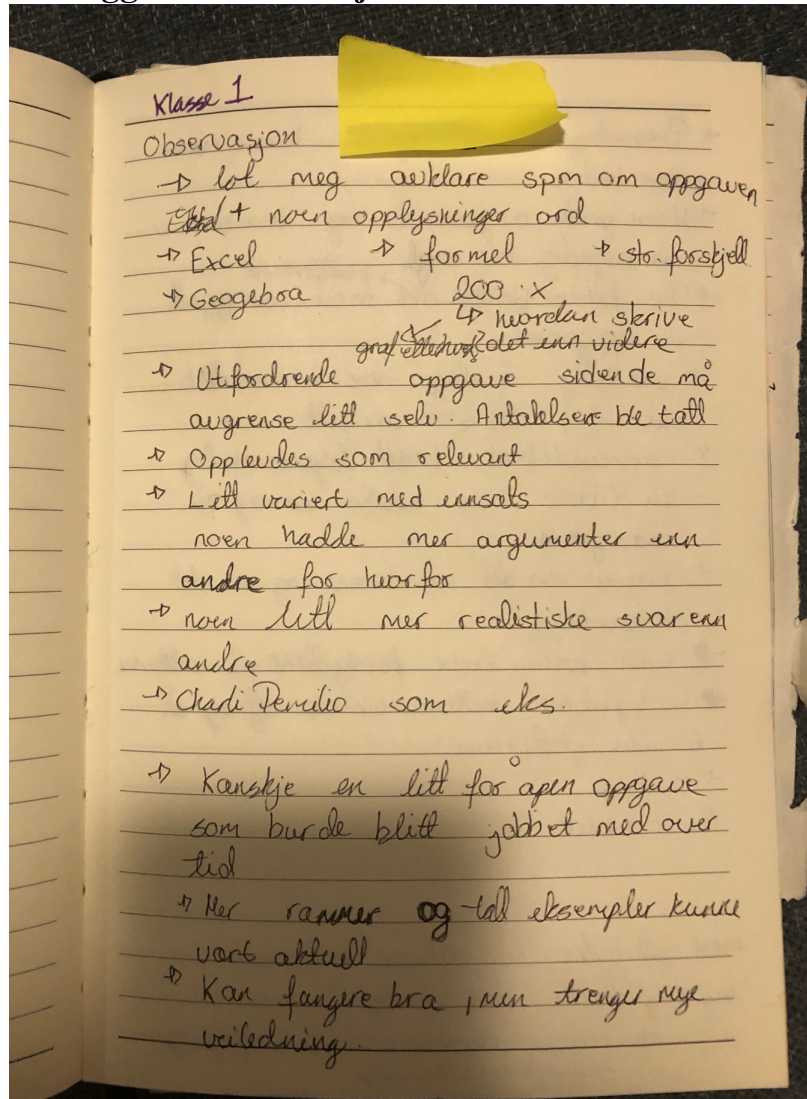 Klasse 1
Observasjon
→ lot meg avklare spm om oppgaven
+ noen opplysninger ord
→ Excel → formel → str. forskjell
→ Geogebra 200 · x
↳ hvordan skrive
graf det inn videre
→ Utfordrende oppgave siden de må
avgrense litt selv. Antakelsene ble tatt
→ Opplevdes som relevant
→ Litt variert med innsats
noen hadde mer argumenter enn
andre for hvorfor
→ noen litt mer realistiske svar enn
andre
→ Charli Demilio som eks.
→ Kanskje en litt for åpen oppgave
som burde blitt jobbet med over
tid
→ Mer rammer og tall eksempler kunne
vært aktuell
→ Kan fungere bra, men trenger mye
veiledning.